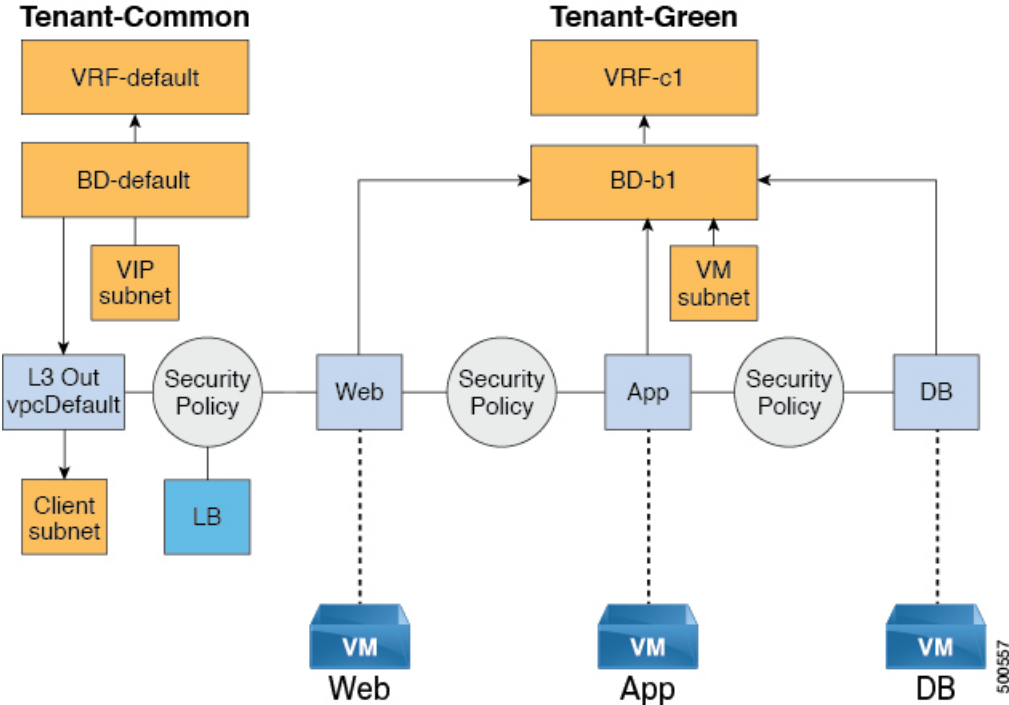 Tenant-Common
Tenant-Green
VRF-default
VRF-c1
BD-default
BD-b1
VIP
subnet
VM
subnet
L3 Out
vpcDefault
Security
Policy
Web
Security
Policy
App
Security
Policy
DB
Client
subnet
LB
VM
VM
VM
Web
App
DB
500557